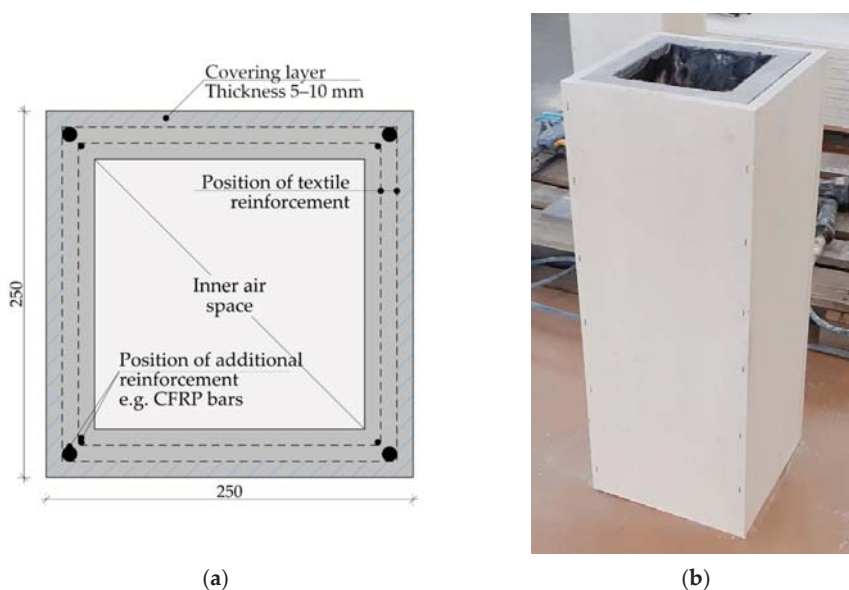 Covering layer
Thickness 5–10 mm
Position of textile
reinforcement
Inner air
space
250
Position of additional
reinforcement
e.g. CFRP bars
250
(a)
(b)